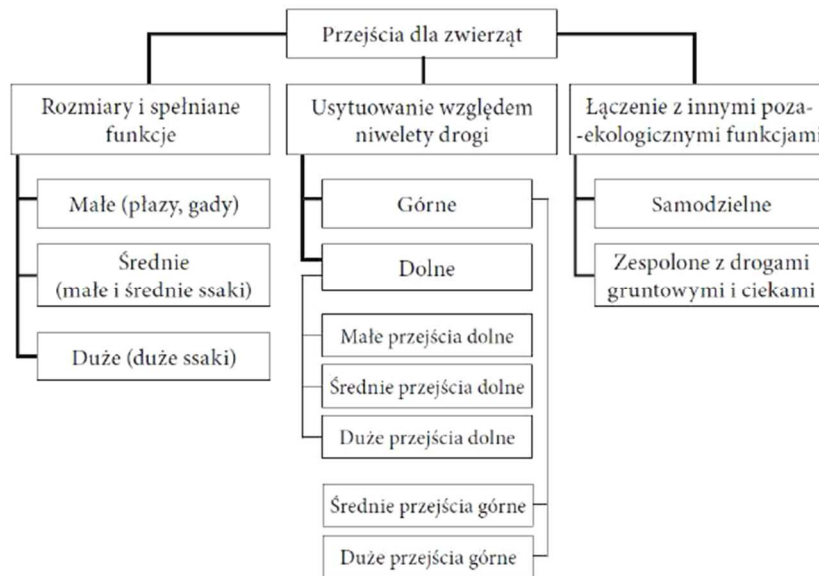 Przejścia dla zwierząt
Rozmiary i spełniane
funkcje
Małe (płazy, gady)
Średnie
(małe i średnie ssaki)
Duże (duże ssaki)
Usytuowanie względem
niwelety drogi
Górne
Dolne
Małe przejścia dolne
Średnie przejścia dolne
Duże przejścia dolne
Średnie przejścia górne
Duże przejścia górne
Łączenie z innymi poza-
-ekologicznymi funkcjami
Samodzielne
Zespolone z drogami
gruntowymi i ciekami